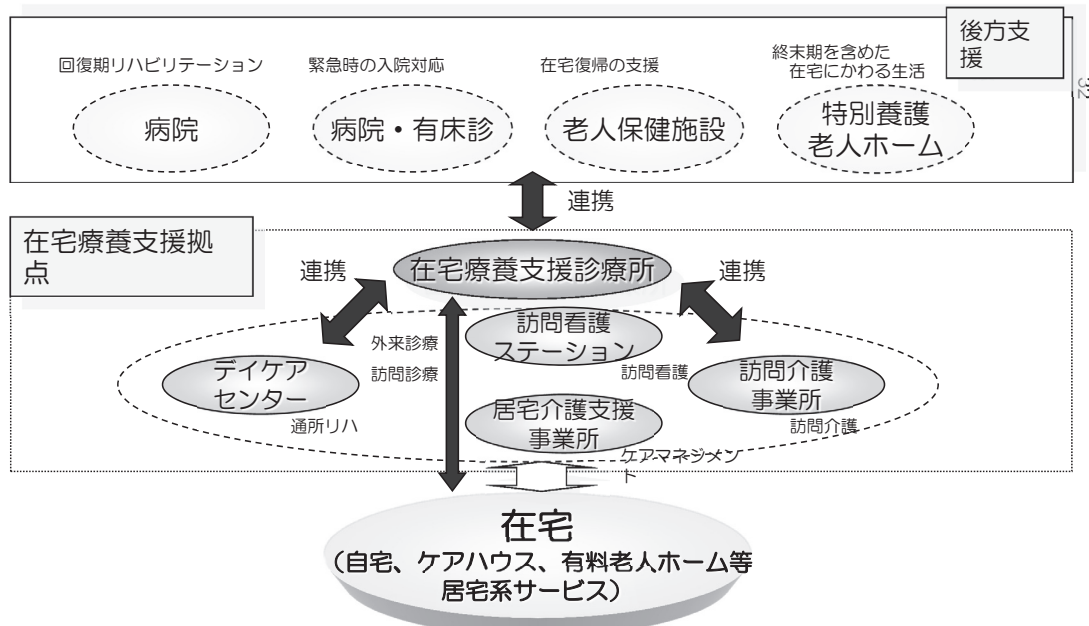 後方支
援
回復期リハビリテーション
病院
緊急時の入院対応
病院・有床診
在宅復帰の支援
老人保健施設
終末期を含めた
在宅にかわる生活
特別養護
老人ホーム
32
連携
在宅療養支援拠
点
在宅療養支援診療所
連携
連携
外来診療
訪問診療
訪問看護
ステーション
訪問看護
デイケア
センター
通所リハ
訪問介護
事業所
訪問介護
居宅介護支援
事業所
ケアマネジメン
ト
在宅
（自宅、ケアハウス、有料老人ホーム等
居宅系サービス）